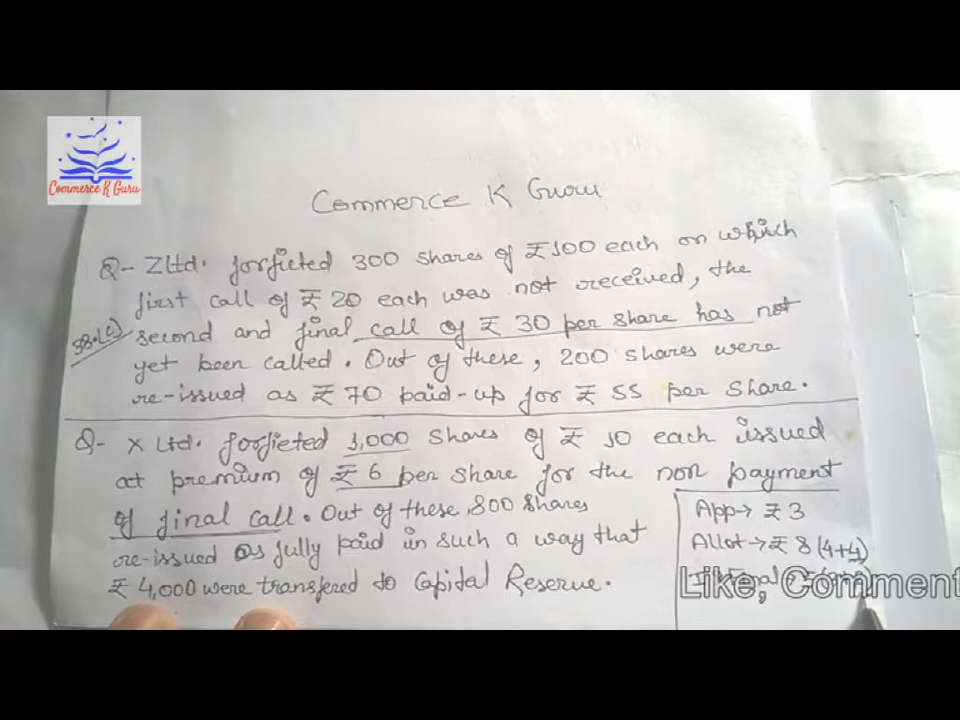 Commerce K Guru
Commerce K Guru
Q- Z Ltd. forfieted 300 shares of ₹ 100 each on which
first call of ₹ 20 each was not received, the
second and final call of ₹ 30 per share has not
38.(C)
yet been called. Out of these, 200 shares were
re-issued as ₹ 70 paid-up for ₹ 55 per share.
Q- X Ltd. forfieted 1,000 shares of ₹ 10 each issued
at premium of ₹ 6 per share for the non payment
of final call. Out of these 800 shares
re-issued as fully paid in such a way that
₹ 4,000 were transfered to Capital Reserve.
App→ ₹ 3
Allot→ ₹ 8 (4+4)
Like, Comment